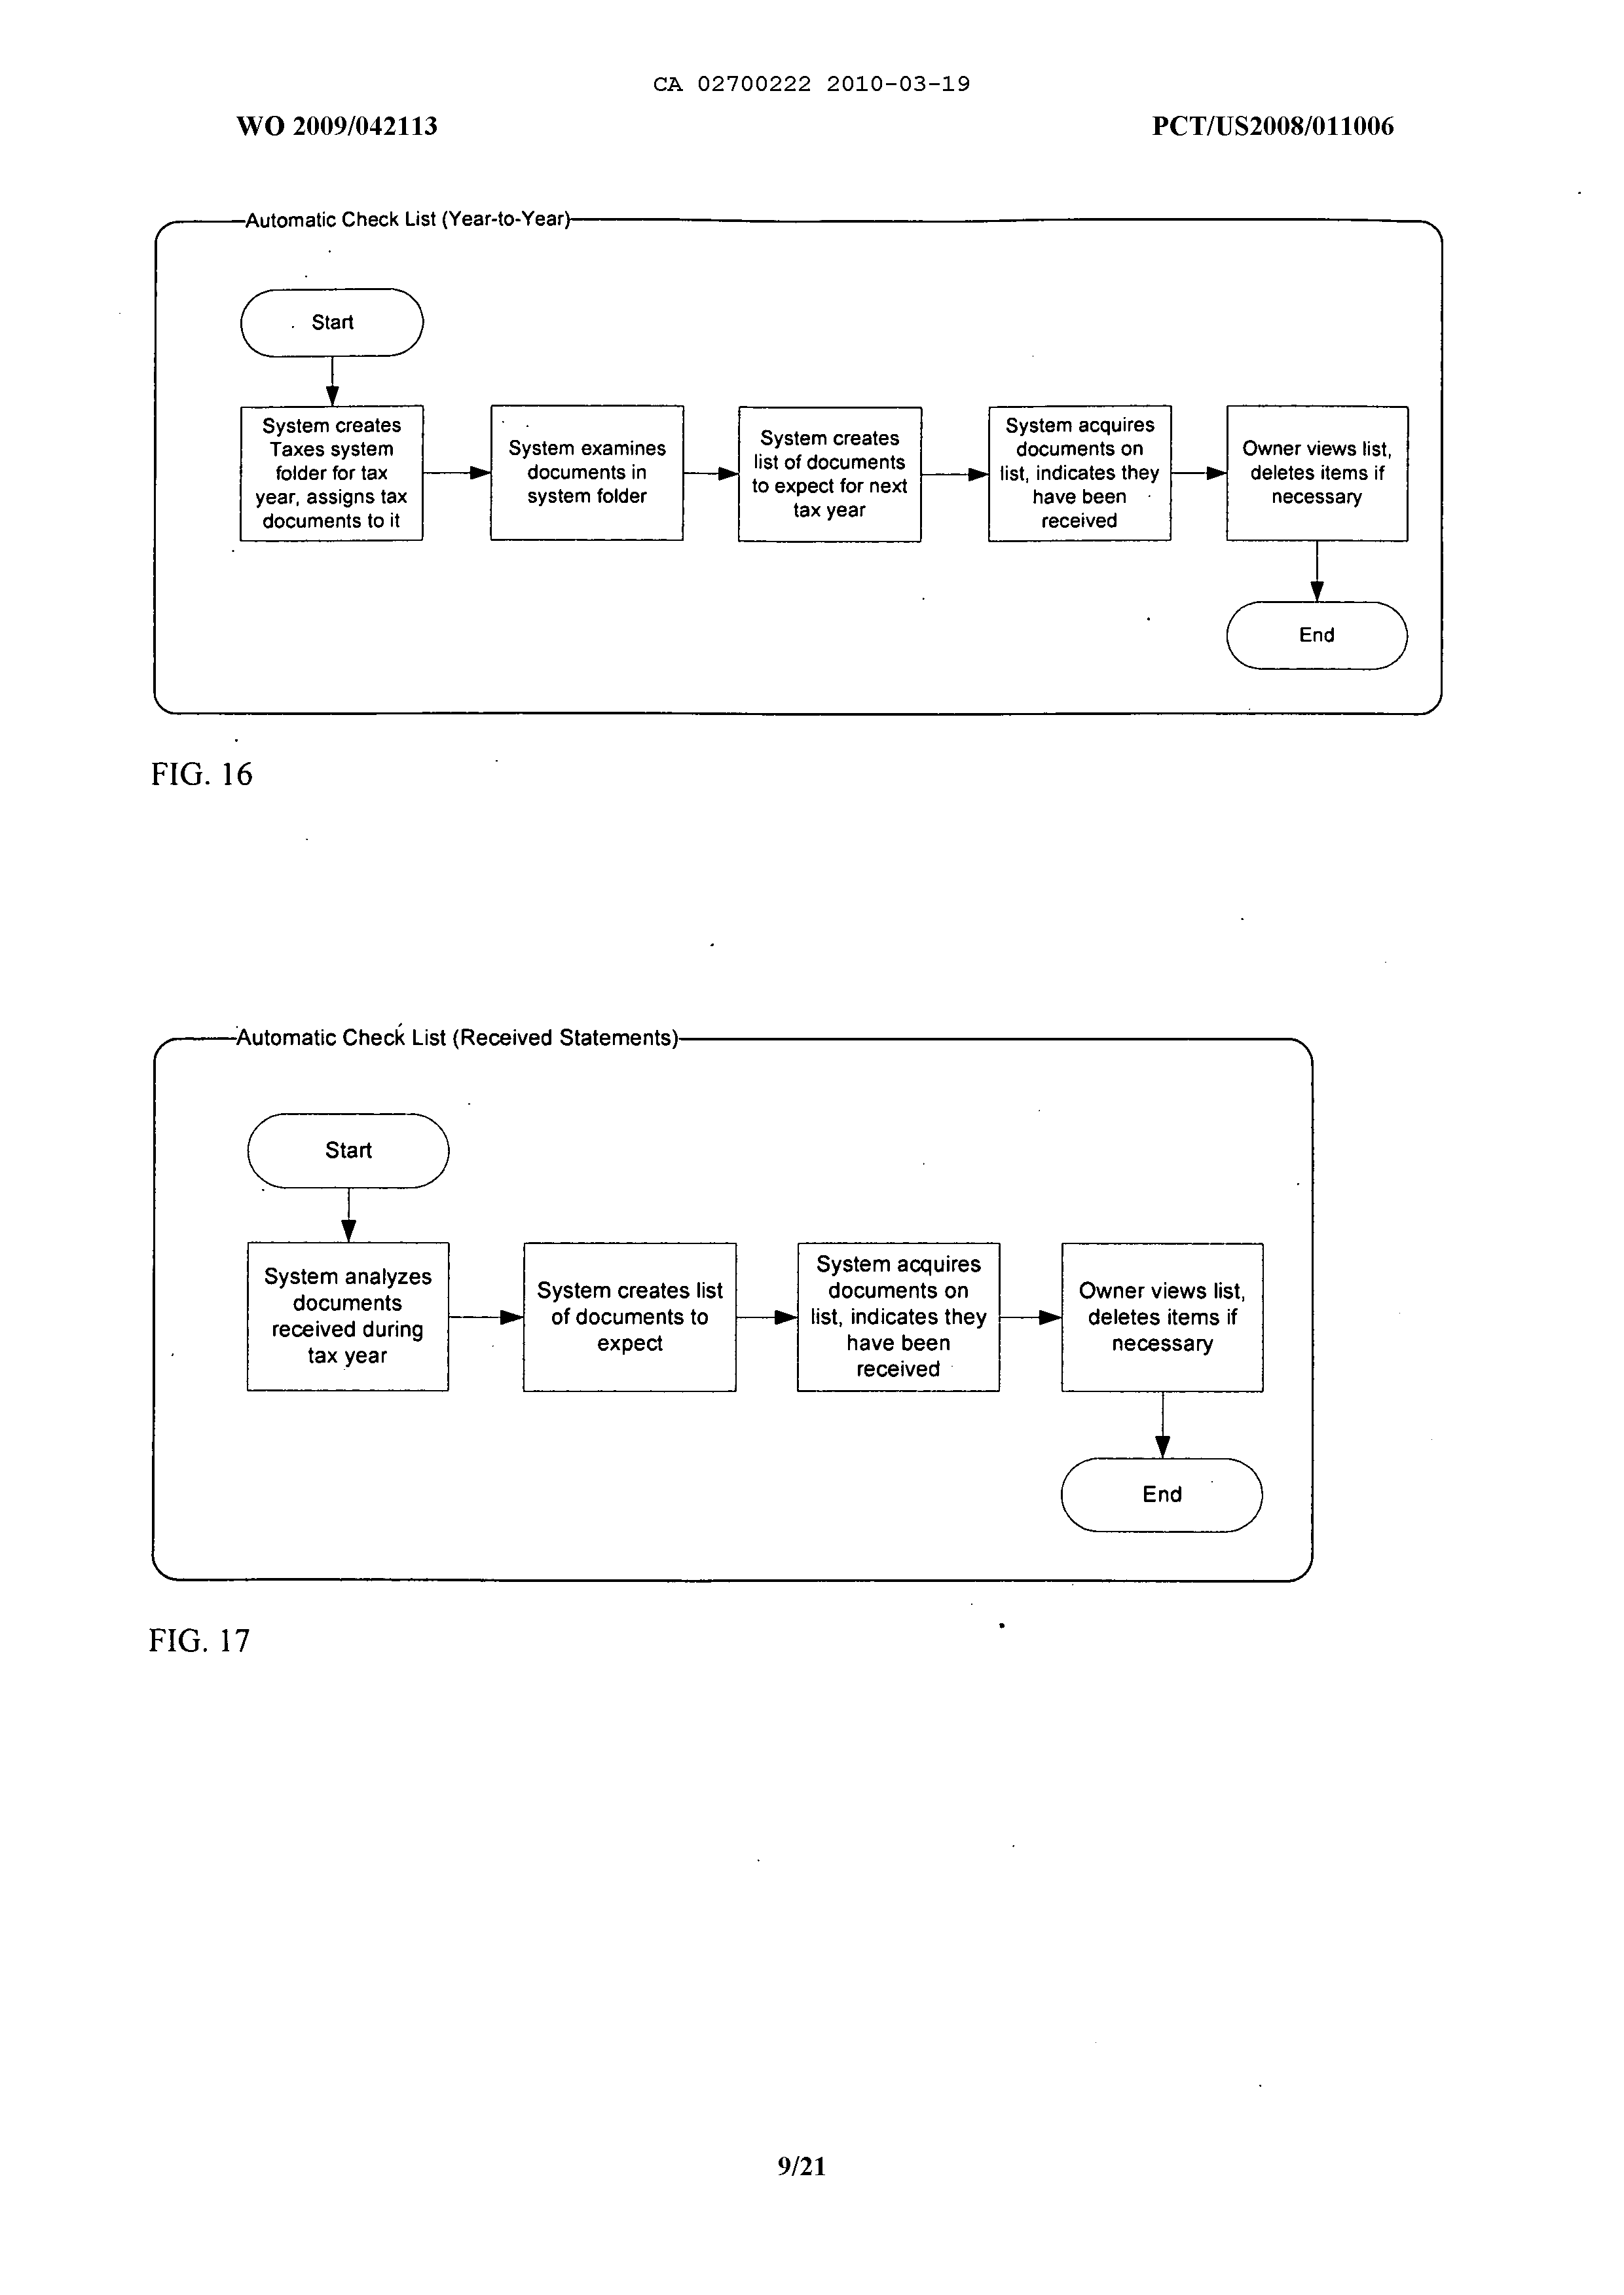 CA 02700222 2010-03-19
WO 2009/042113
PCT/US2008/011006
Automatic Check List (Year-to-Year)
Start
System creates
Taxes system
folder for tax
year, assigns tax
documents to it
System examines
documents in
system folder
System creates
list of documents
to expect for next
tax year
System acquires
documents on
list, indicates they
have been
received
Owner views list,
deletes items if
necessary
End
FIG. 16
Automatic Check List (Received Statements)
Start
System analyzes
documents
received during
tax year
System creates list
of documents to
expect
System acquires
documents on
list, indicates they
have been
received
Owner views list,
deletes items if
necessary
End
FIG. 17
9/21